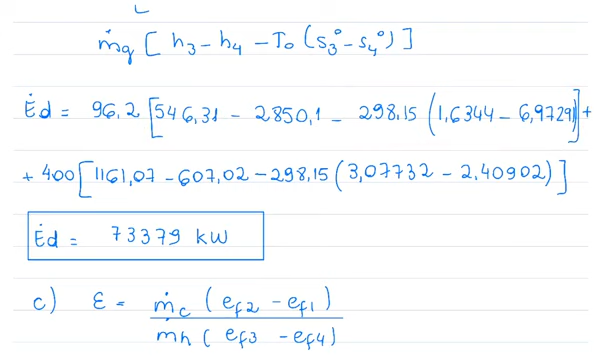 ṁg [ h3 - h4 - T0 ( s3° - s4° ) ]
Ėd = 96,2 [546,31 - 2850,1 - 298,15 (1,6344 - 6,9729)] +
+ 400 [1161,07 - 607,02 - 298,15 (3,07732 - 2,40902)]
Ėd = 73379 kW
c) ε = ṁc ( ef2 - ef1 )
ṁh ( ef3 - ef4 )